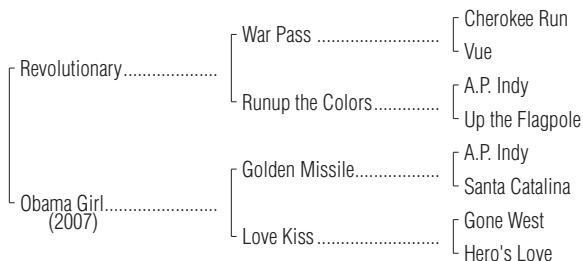 Cherokee Run
War Pass
Vue
Revolutionary
A.P. Indy
Runup the Colors
Up the Flagpole
A.P. Indy
Golden Missile
Santa Catalina
Obama Girl
(2007)
Gone West
Love Kiss
Hero's Love